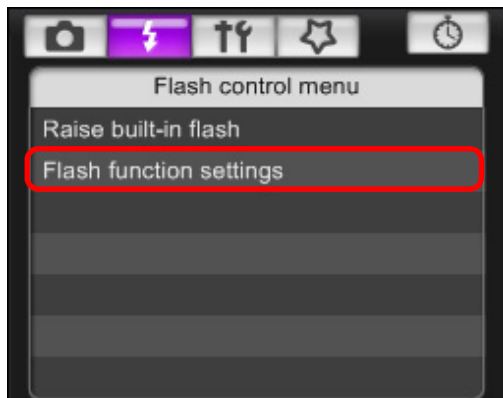 Flash control menu
Raise built-in flash
Flash function settings